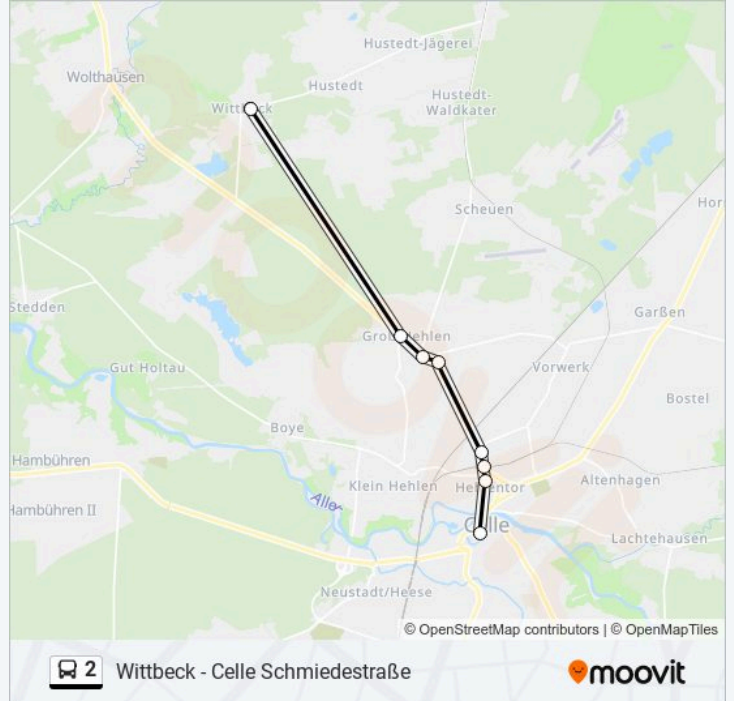 Hustedt-Jägerei
Wolthausen
Hustedt
Hustedt-
Waldkater
Scheuen
Stedden
Garßen
Gut Holtau
Vorwerk
Bostel
Boye
Hambühren
Altenhagen
Klein Hehlen
Hambühren II
Aller
Celle
Lachtehausen
Neustadt/Heese
© OpenStreetMap contributors | © OpenMapTiles
2
Wittbeck - Celle Schmiedestraße
moovit